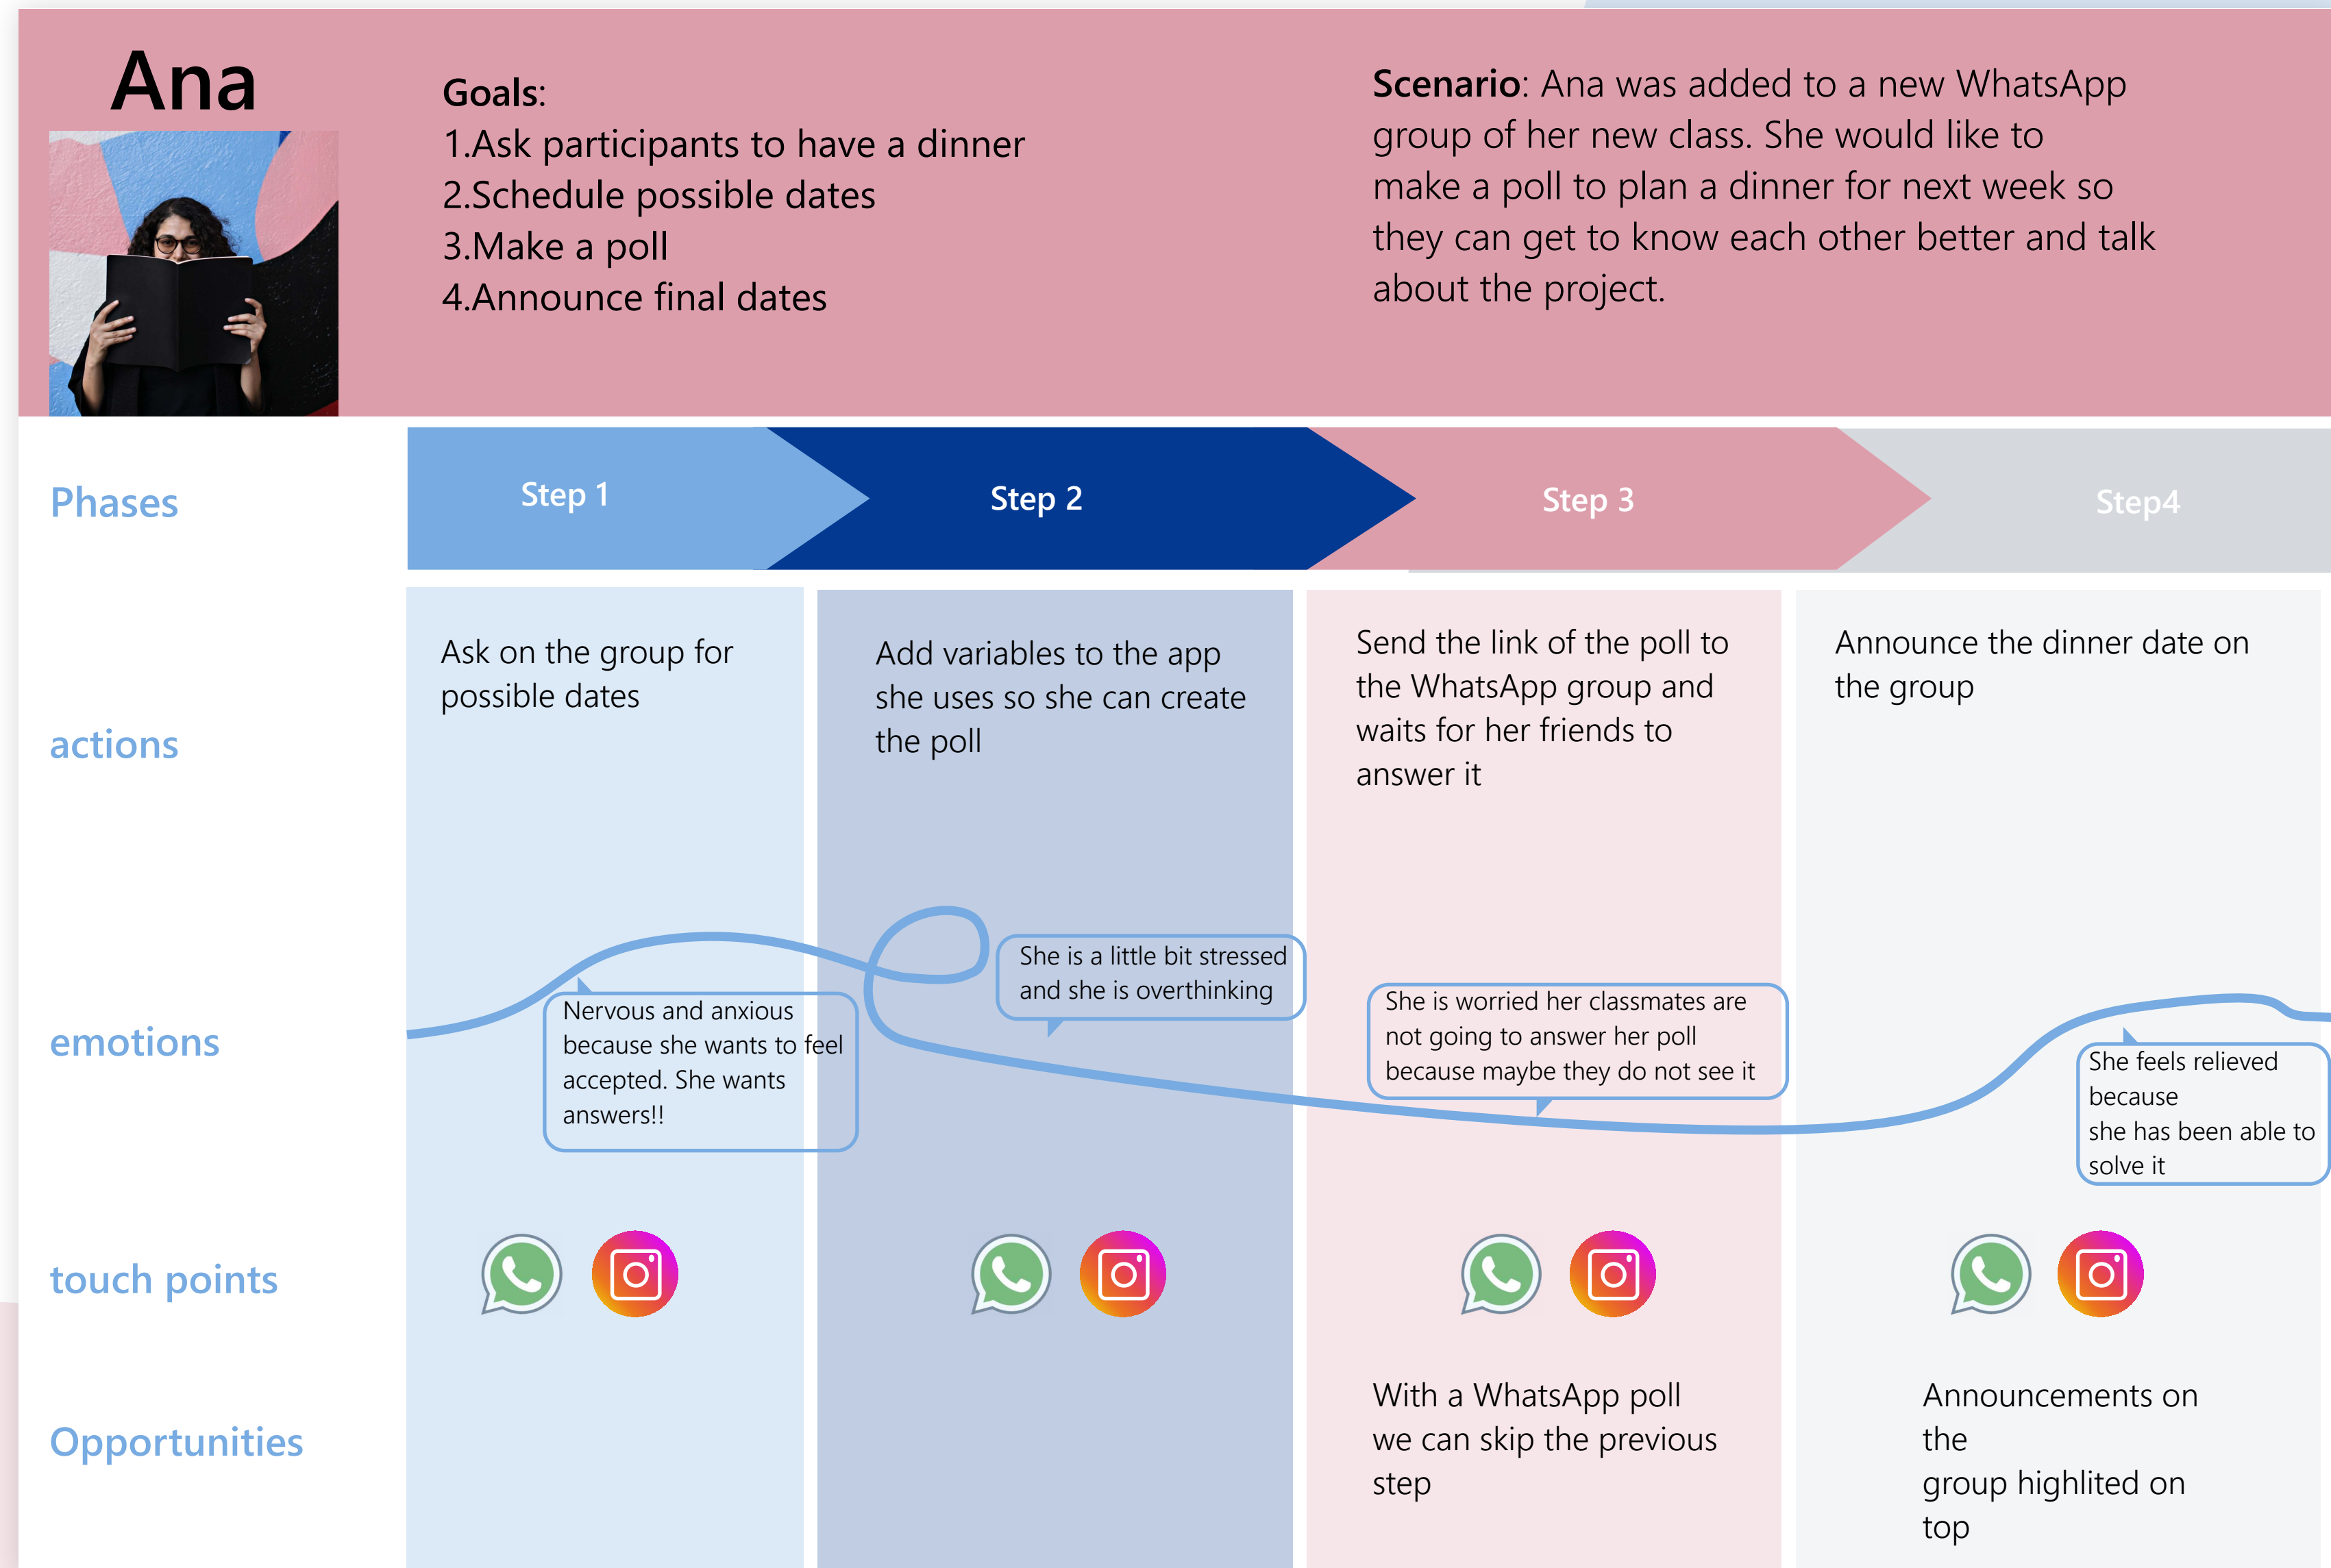 Ana
Goals:
1.Ask participants to have a dinner
2.Schedule possible dates
3.Make a poll
4.Announce final dates
Scenario: Ana was added to a new WhatsApp
group of her new class. She would like to
make a poll to plan a dinner for next week so
they can get to know each other better and talk
about the project.
Phases
Step 1
Step 2
Step 3
Step4
actions
Ask on the group for
possible dates
Add variables to the app
she uses so she can create
the poll
Send the link of the poll to
the WhatsApp group and
waits for her friends to
answer it
Announce the dinner date on
the group
emotions
Nervous and anxious
because she wants to feel
accepted. She wants
answers!!
She is a little bit stressed
and she is overthinking
She is worried her classmates are
not going to answer her poll
because maybe they do not see it
She feels relieved
because
she has been able to
solve it
touch points
Opportunities
With a WhatsApp poll
we can skip the previous
step
Announcements on
the
group highlited on
top